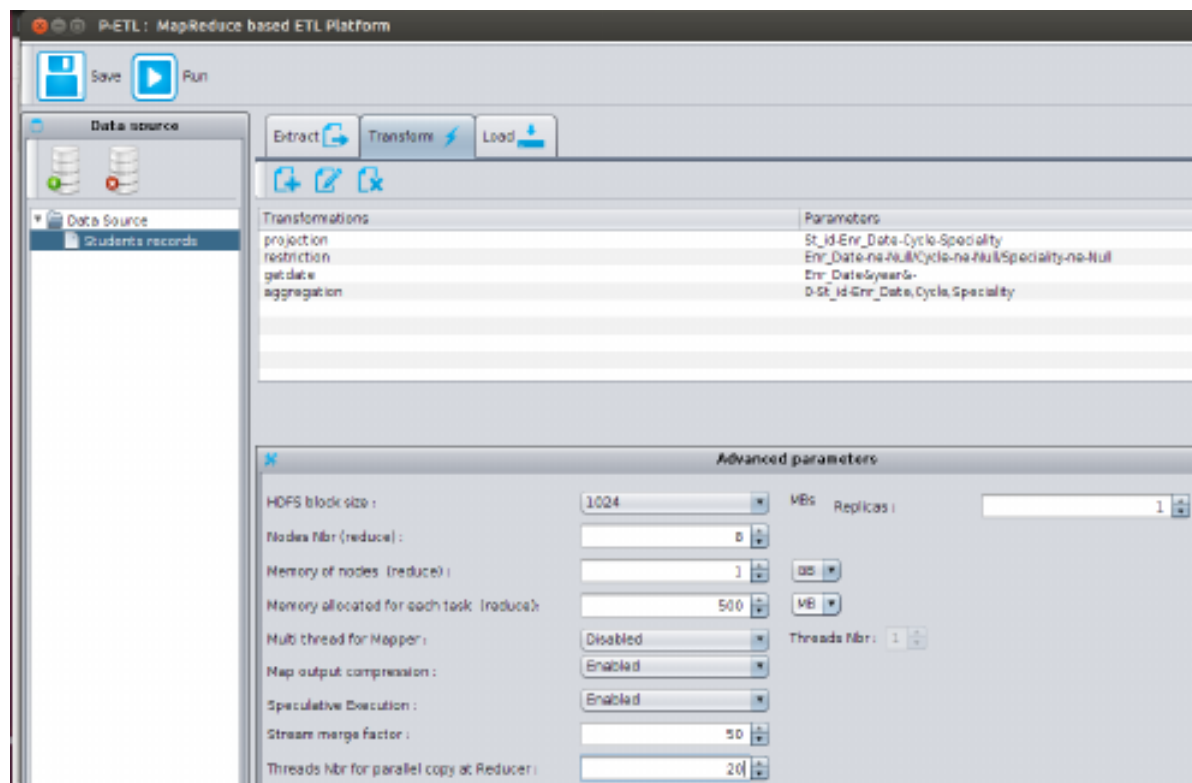 P-ETL : MapReduce based ETL Platform
Save Run
Data source
Extract Transform Load
Data Source
Students records
Transformations Parameters
projection St_id-Enr_Date-Cycle-Speciality
restriction Enr_Date-ne-Null/Cycle-ne-Null/Speciality-ne-Null
getdate Enr_Date&year&-
aggregation D-St_id-Enr_Date,Cycle,Speciality
Advanced parameters
HDFS block size : 1024 MBs Replicas : 1
Nodes Nbr (reduce) : 8
Memory of nodes (reduce) : 1 GB
Memory allocated for each task (reduce): 500 MB
Multi thread for Mapper : Disabled Threads Nbr : 1
Map output compression : Enabled
Speculative Execution : Enabled
Stream merge factor : 50
Threads Nbr for parallel copy at Reducer : 20